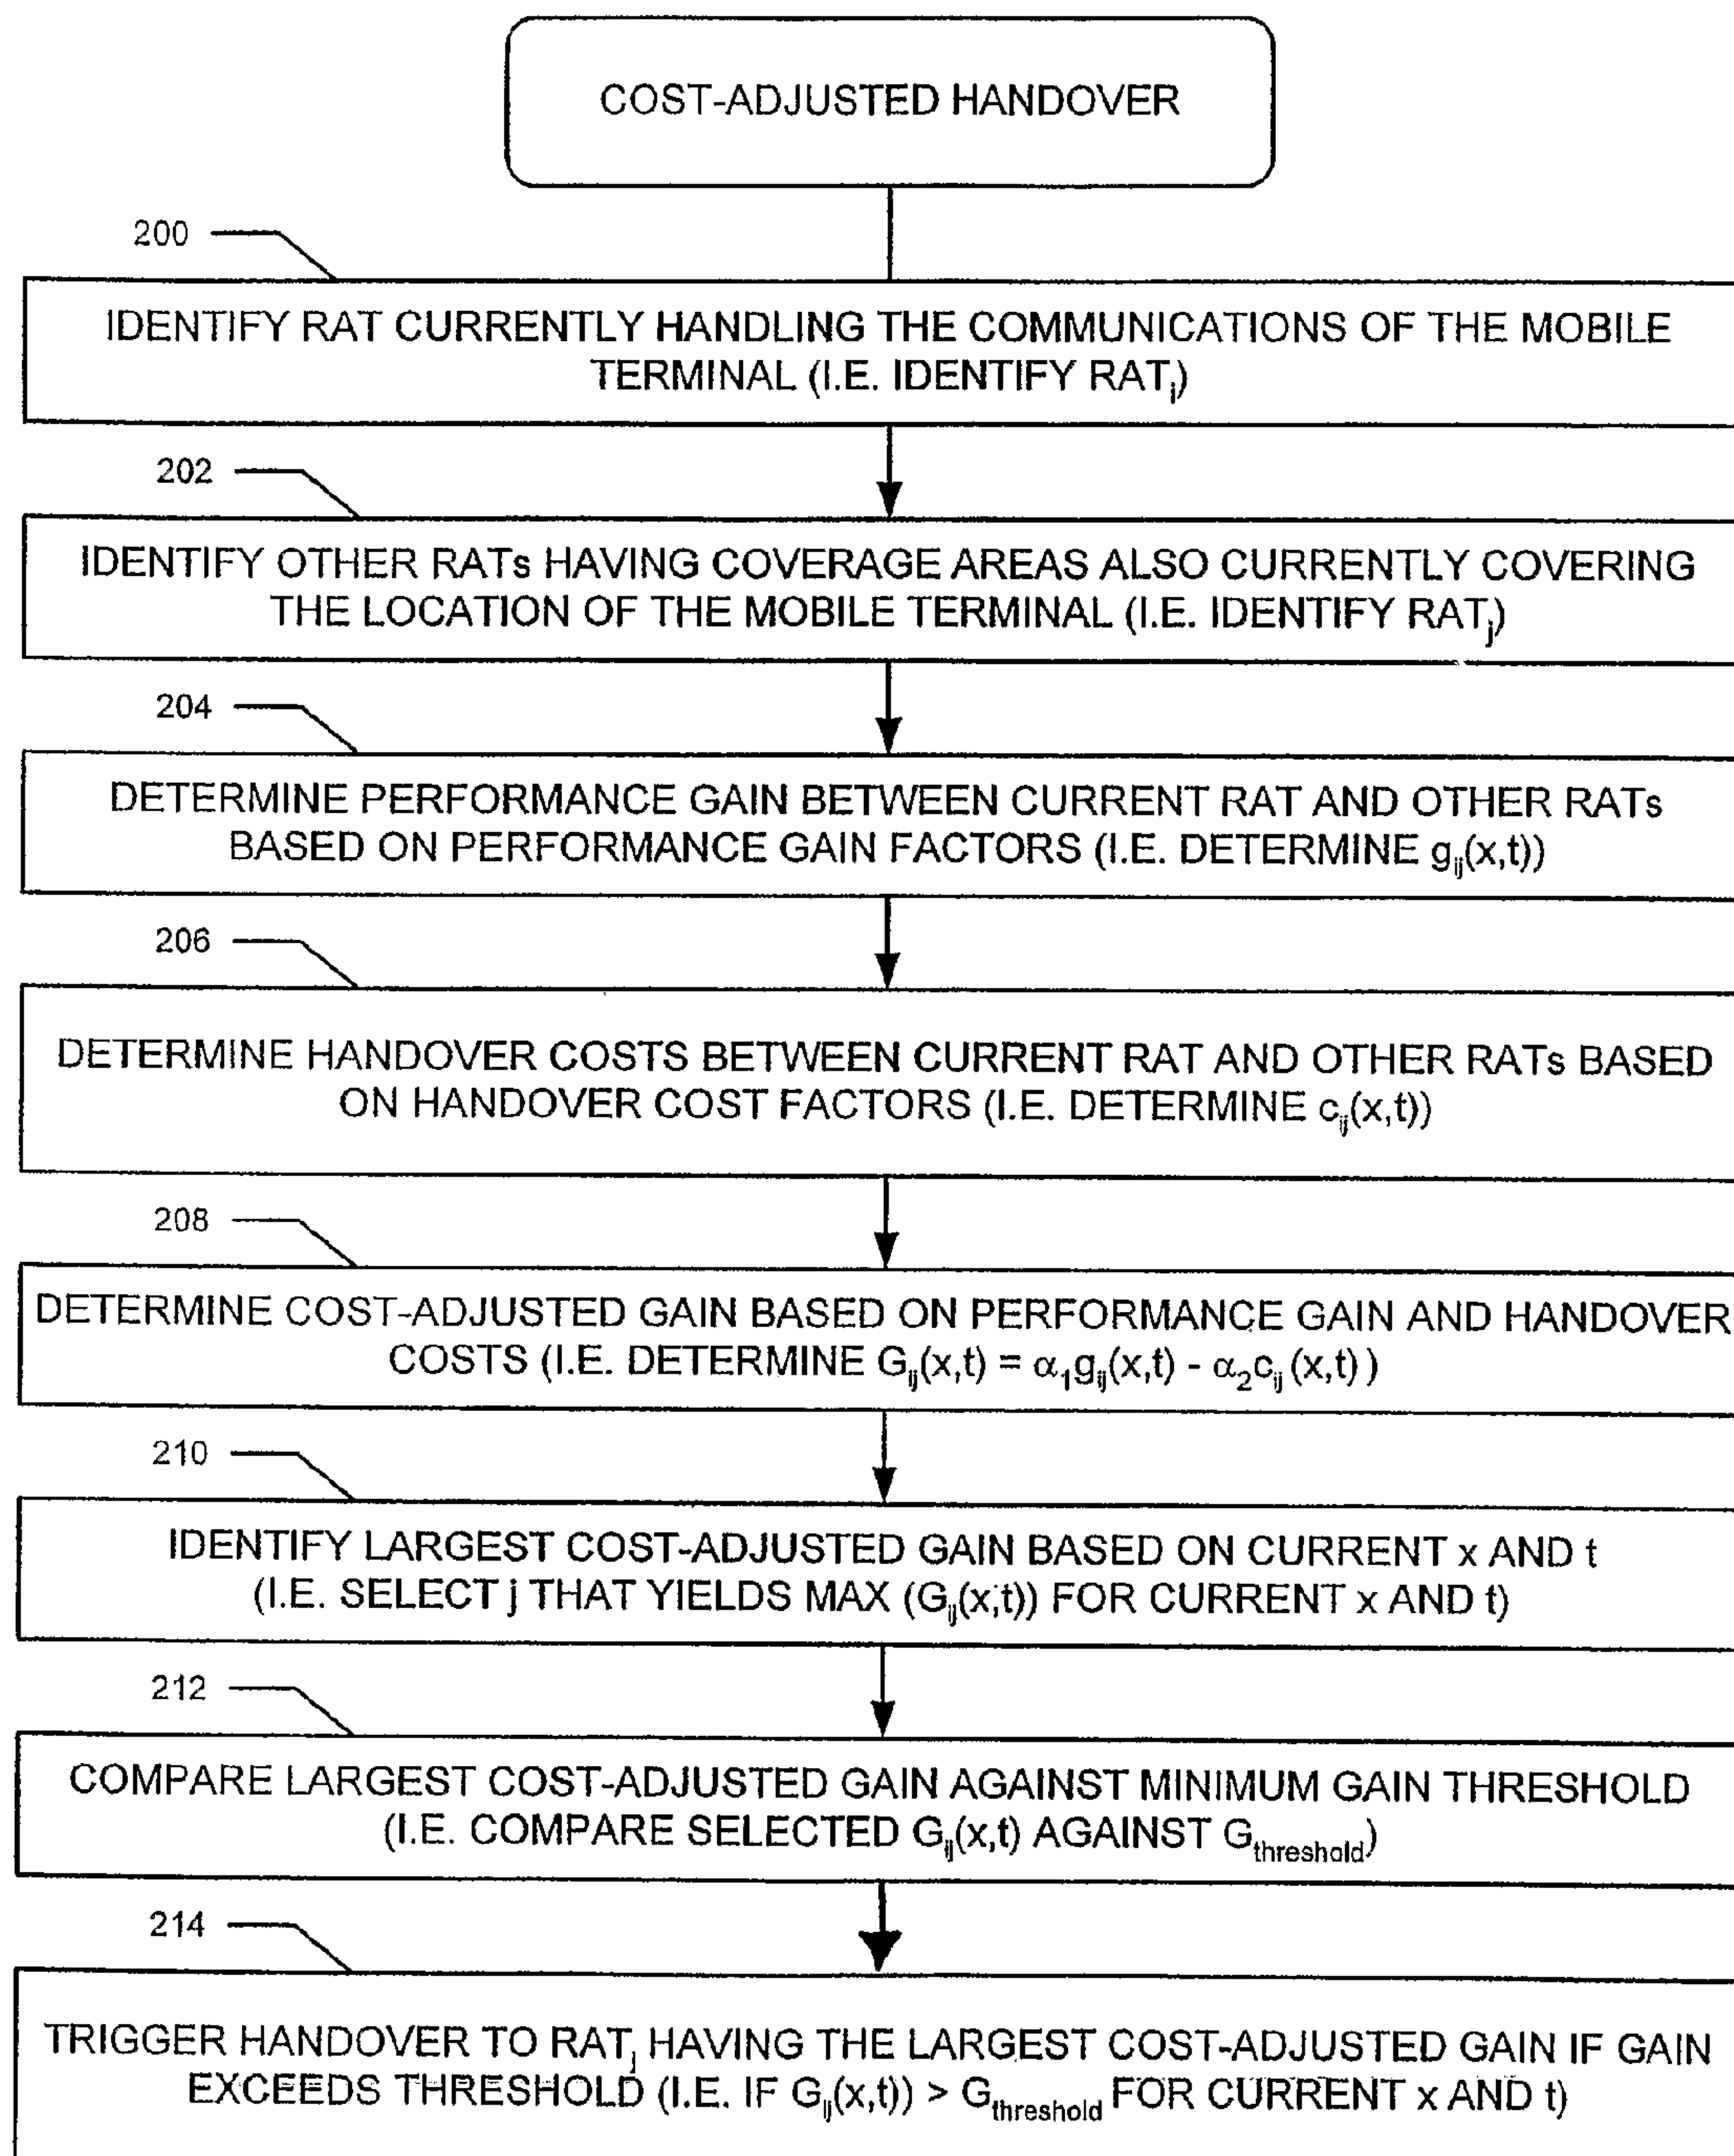 COST-ADJUSTED HANDOVER
200
IDENTIFY RAT CURRENTLY HANDLING THE COMMUNICATIONS OF THE MOBILE
TERMINAL (I.E. IDENTIFY RATi)
202
IDENTIFY OTHER RATs HAVING COVERAGE AREAS ALSO CURRENTLY COVERING
THE LOCATION OF THE MOBILE TERMINAL (I.E. IDENTIFY RATj)
204
DETERMINE PERFORMANCE GAIN BETWEEN CURRENT RAT AND OTHER RATs
BASED ON PERFORMANCE GAIN FACTORS (I.E. DETERMINE gij(x,t))
206
DETERMINE HANDOVER COSTS BETWEEN CURRENT RAT AND OTHER RATs BASED
ON HANDOVER COST FACTORS (I.E. DETERMINE cij(x,t))
208
DETERMINE COST-ADJUSTED GAIN BASED ON PERFORMANCE GAIN AND HANDOVER
COSTS (I.E. DETERMINE Gij(x,t) = α1gij(x,t) - α2cij (x,t) )
210
IDENTIFY LARGEST COST-ADJUSTED GAIN BASED ON CURRENT x AND t
(I.E. SELECT j THAT YIELDS MAX (Gij(x,t)) FOR CURRENT x AND t)
212
COMPARE LARGEST COST-ADJUSTED GAIN AGAINST MINIMUM GAIN THRESHOLD
(I.E. COMPARE SELECTED Gij(x,t) AGAINST Gthreshold)
214
TRIGGER HANDOVER TO RATj HAVING THE LARGEST COST-ADJUSTED GAIN IF GAIN
EXCEEDS THRESHOLD (I.E. IF Gij(x,t)) > Gthreshold FOR CURRENT x AND t)